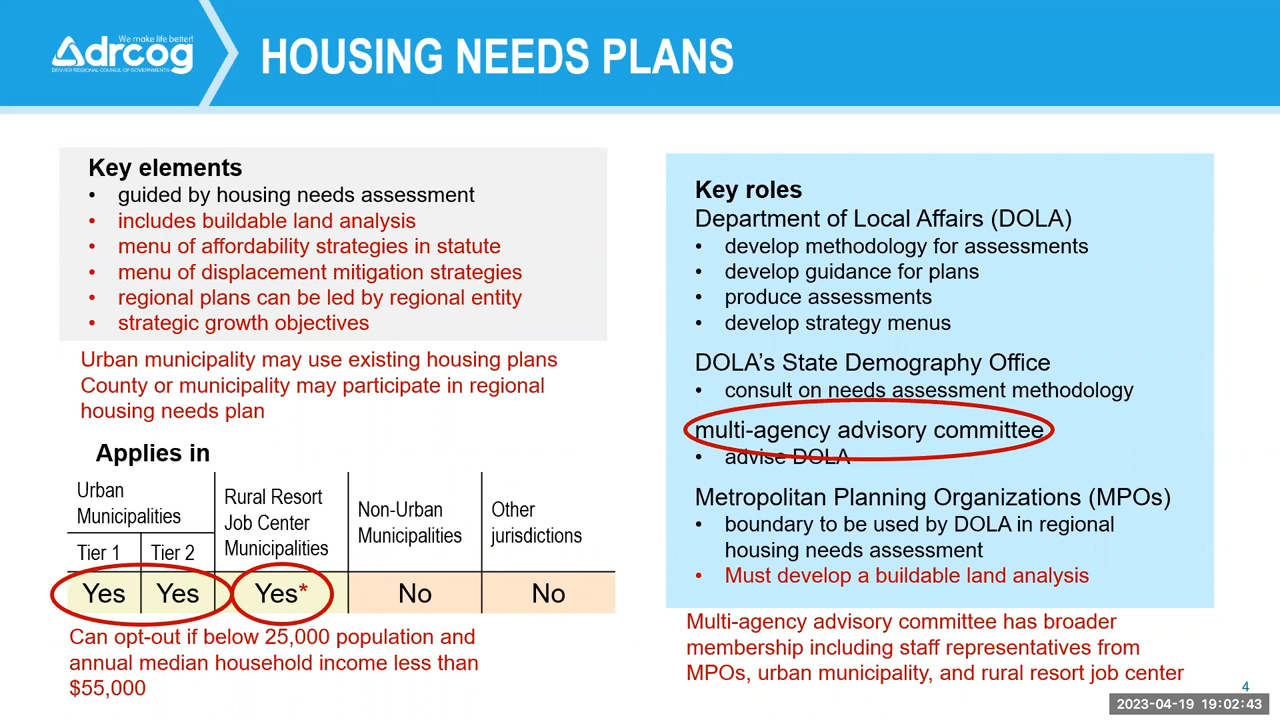 We make life better!
drcog
DENVER REGIONAL COUNCIL OF GOVERNMENTS
HOUSING NEEDS PLANS
Key elements
• guided by housing needs assessment
• includes buildable land analysis
• menu of affordability strategies in statute
• menu of displacement mitigation strategies
• regional plans can be led by regional entity
• strategic growth objectives
Urban municipality may use existing housing plans
County or municipality may participate in regional
housing needs plan
Applies in
Urban
Municipalities
Tier 1 Tier 2
Rural Resort
Job Center
Municipalities
Non-Urban
Municipalities
Other
jurisdictions
Yes Yes Yes* No No
Can opt-out if below 25,000 population and
annual median household income less than
$55,000
Key roles
Department of Local Affairs (DOLA)
• develop methodology for assessments
• develop guidance for plans
• produce assessments
• develop strategy menus
DOLA’s State Demography Office
• consult on needs assessment methodology
multi-agency advisory committee
• advise DOLA
Metropolitan Planning Organizations (MPOs)
• boundary to be used by DOLA in regional
housing needs assessment
• Must develop a buildable land analysis
Multi-agency advisory committee has broader
membership including staff representatives from
MPOs, urban municipality, and rural resort job center
4
2023-04-19 19:02:43